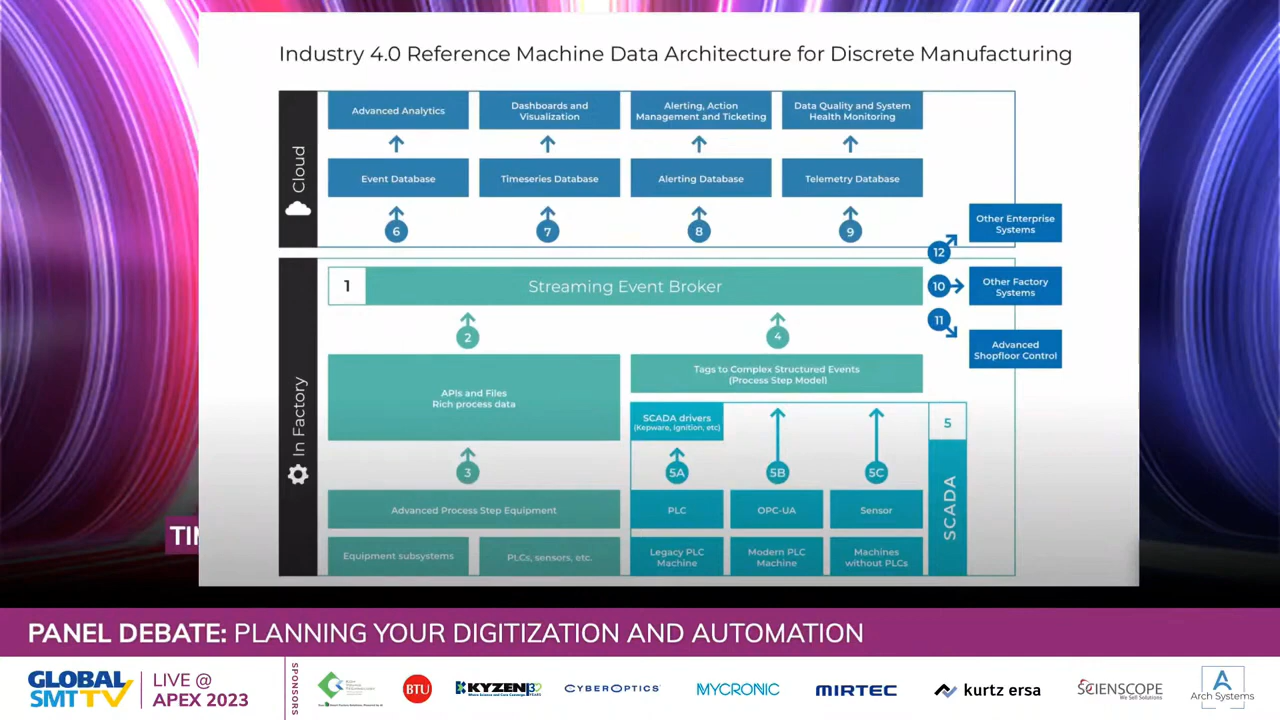 Industry 4.0 Reference Machine Data Architecture for Discrete Manufacturing
Cloud
Advanced Analytics
Dashboards and
Visualization
Alerting, Action
Management and Ticketing
Data Quality and System
Health Monitoring
Event Database
Timeseries Database
Alerting Database
Telemetry Database
6
7
8
9
12
Other Enterprise
Systems
In Factory
1
Streaming Event Broker
10
Other Factory
Systems
11
Advanced
Shopfloor Control
2
4
APIs and Files
Rich process data
Tags to Complex Structured Events
(Process Step Model)
SCADA drivers
(Kepware, Ignition, etc)
5
SCADA
3
5A
5B
5C
Advanced Process Step Equipment
PLC
OPC-UA
Sensor
Equipment subsystems
PLCs, sensors, etc.
Legacy PLC
Machine
Modern PLC
Machine
Machines
without PLCs
PANEL DEBATE: PLANNING YOUR DIGITIZATION AND AUTOMATION
GLOBAL
SMT TV
LIVE @
APEX 2023
SPONSORS
BTU
KYZEN
CYBEROPTICS
MYCRONIC
MIRTEC
kurtz ersa
SCIENSCOPE
We Sell Solutions
Arch Systems